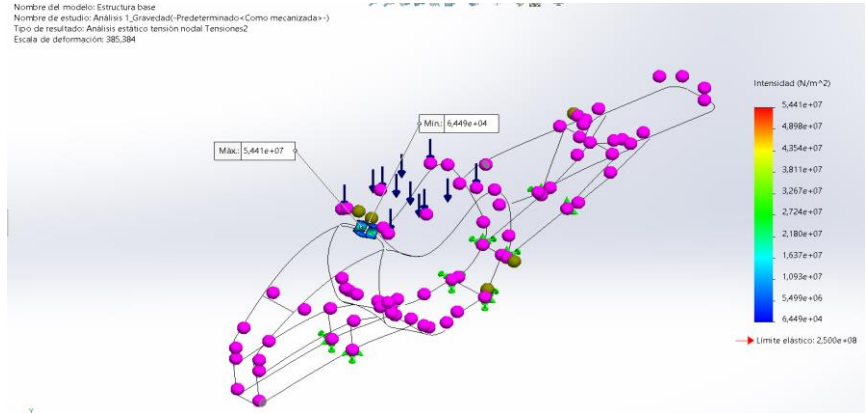 Nombre del modelo: Estructura base
Nombre de estudio: Análisis 1_Gravedad(-Predeterminado<Como mecanizada>-)
Tipo de resultado: Análisis estático tensión nodal Tensiones2
Escala de deformación: 385,384
Intensidad (N/m^2)
5,441e+07
4,898e+07
4,354e+07
3,811e+07
3,267e+07
2,724e+07
2,180e+07
1,637e+07
1,093e+07
5,499e+06
6,449e+04
Límite elástico: 2,500e+08
Mín.: 6,449e+04
Máx.: 5,441e+07
Y